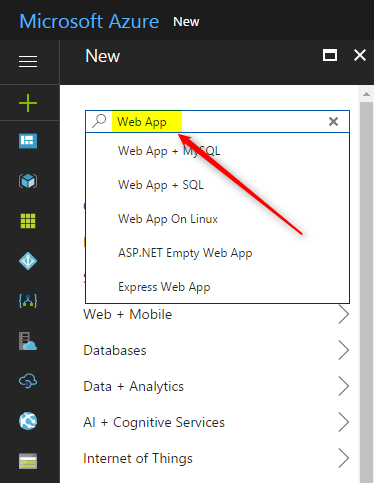 Microsoft Azure New
New
Web App
Web App + MySQL
Web App + SQL
Web App On Linux
ASP.NET Empty Web App
Express Web App
Web + Mobile
Databases
Data + Analytics
AI + Cognitive Services
Internet of Things